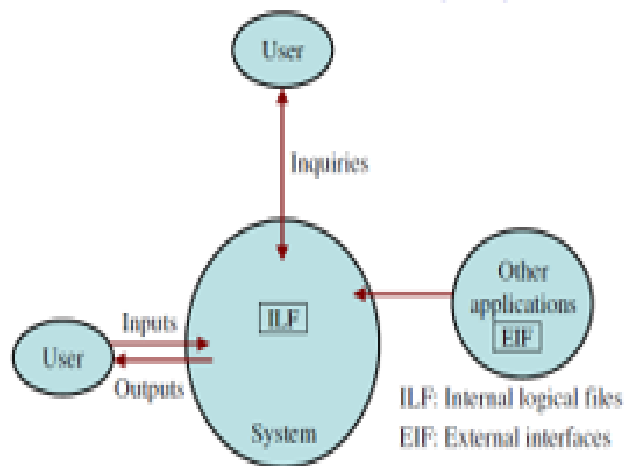 User
Inquiries
Other
applications
EIF
ILF
Inputs
User
Outputs
System
ILF: Internal logical files
EIF: External interfaces